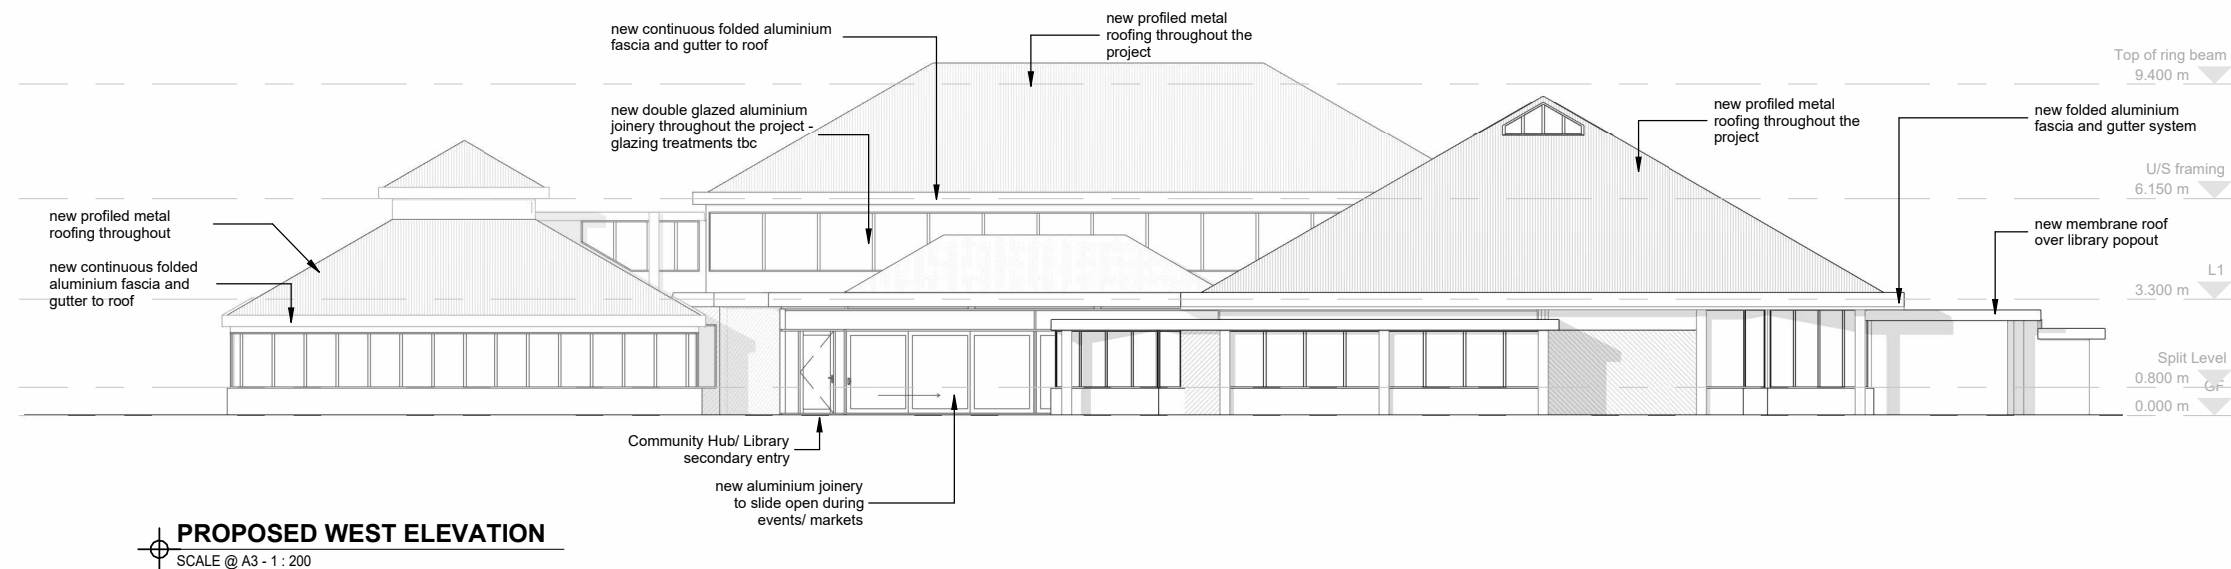 new continuous folded aluminium
fascia and gutter to roof
new profiled metal
roofing throughout the
project
Top of ring beam
9.400 m
new double glazed aluminium
joinery throughout the project -
glazing treatments tbc
new profiled metal
roofing throughout the
project
new folded aluminium
fascia and gutter system
U/S framing
6.150 m
new profiled metal
roofing throughout
new membrane roof
over library popout
new continuous folded
aluminium fascia and
gutter to roof
L1
3.300 m
Split Level
0.800 m
GF
0.000 m
Community Hub/ Library
secondary entry
new aluminium joinery
to slide open during
events/ markets
PROPOSED WEST ELEVATION
SCALE @ A3 - 1 : 200